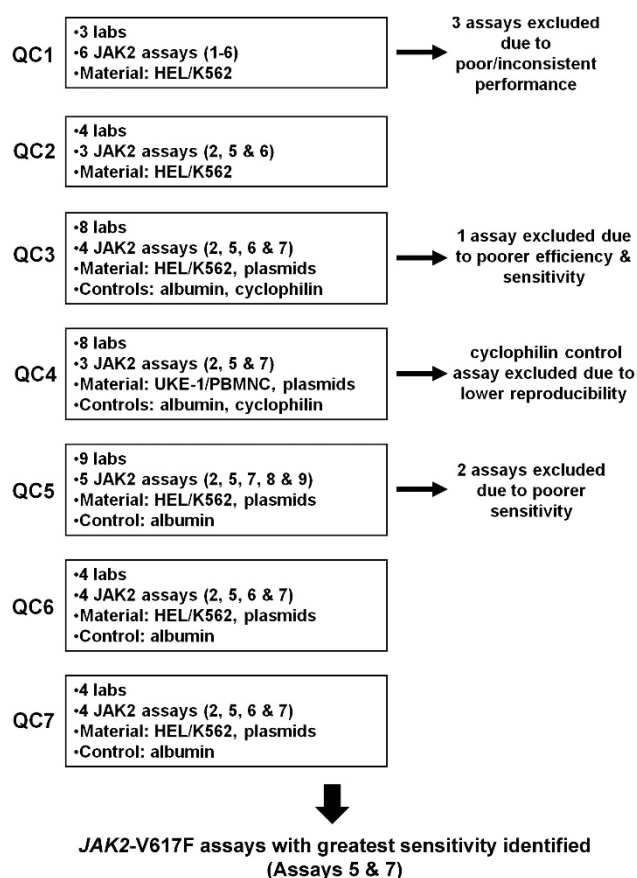 QC1
•3 labs
•6 JAK2 assays (1-6)
•Material: HEL/K562
3 assays excluded
due to
poor/inconsistent
performance
QC2
•4 labs
•3 JAK2 assays (2, 5 & 6)
•Material: HEL/K562
QC3
•8 labs
•4 JAK2 assays (2, 5, 6 & 7)
•Material: HEL/K562, plasmids
•Controls: albumin, cyclophilin
1 assay excluded due
to poorer efficiency &
sensitivity
QC4
•8 labs
•3 JAK2 assays (2, 5 & 7)
•Material: UKE-1/PBMNC, plasmids
•Controls: albumin, cyclophilin
cyclophilin control
assay excluded due to
lower reproducibility
QC5
•9 labs
•5 JAK2 assays (2, 5, 7, 8 & 9)
•Material: HEL/K562, plasmids
•Control: albumin
2 assays excluded
due to poorer
sensitivity
QC6
•4 labs
•4 JAK2 assays (2, 5, 6 & 7)
•Material: HEL/K562, plasmids
•Control: albumin
QC7
•4 labs
•4 JAK2 assays (2, 5, 6 & 7)
•Material: HEL/K562, plasmids
•Control: albumin
JAK2-V617F assays with greatest sensitivity identified
(Assays 5 & 7)